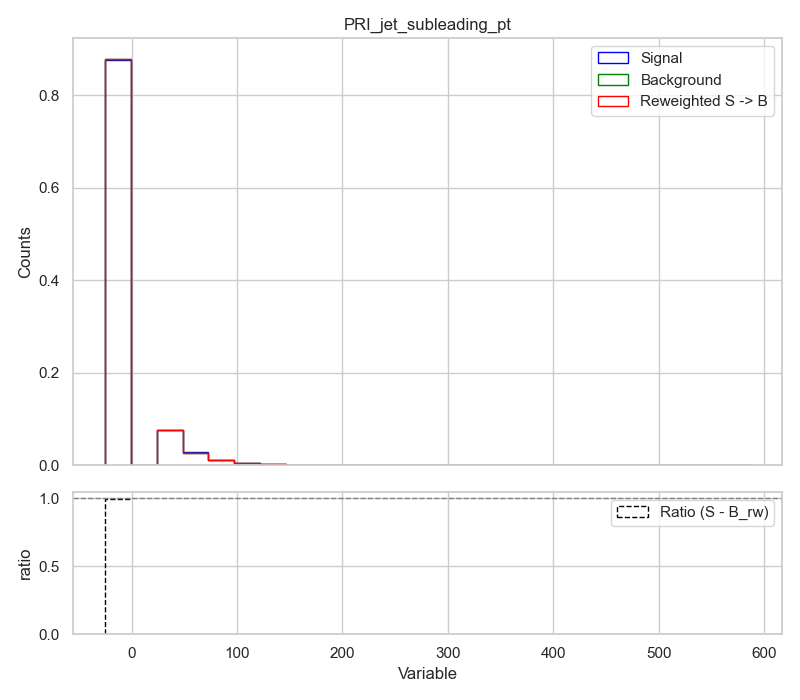 PRI_jet_subleading_pt
Signal
Background
Reweighted S -> B
0.8
0.6
0.4
0.2
0.0
Counts
1.0
0.5
0.0
ratio
Ratio (S - B_rw)
0 100 200 300 400 500 600
Variable